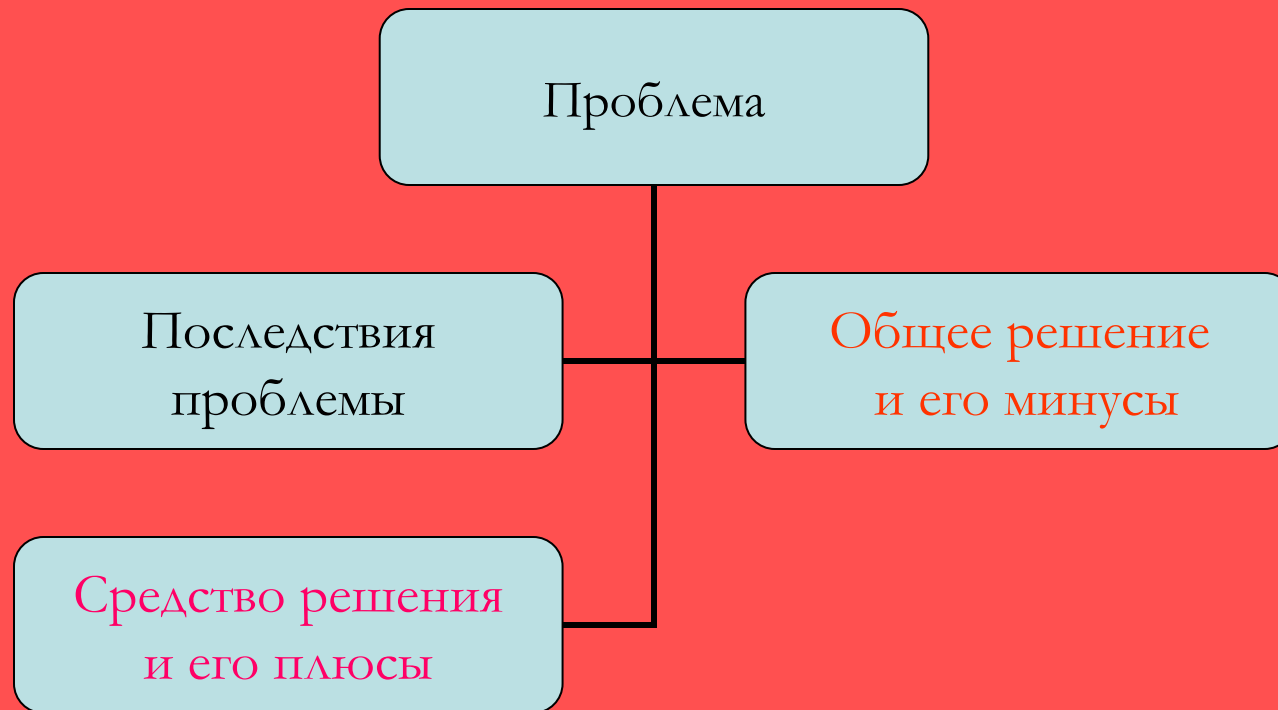 Проблема
Последствия
проблемы
Общее решение
и его минусы
Средство решения
и его плюсы